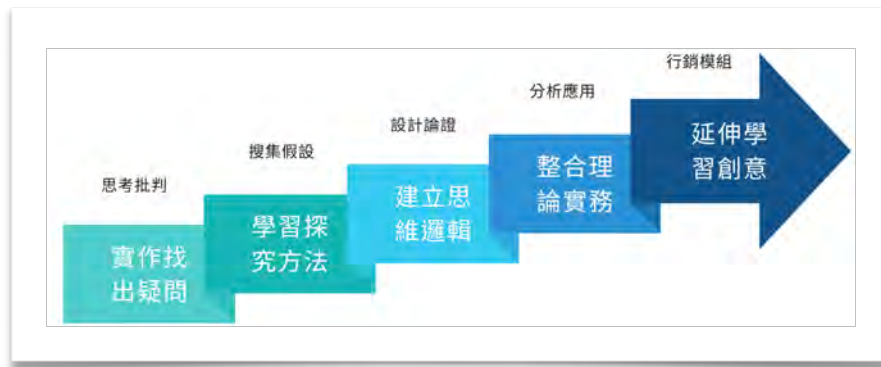 思考批判
實作找
出疑問
搜集假設
學習探
究方法
設計論證
建立思
維邏輯
分析應用
整合理
論實務
行銷模組
延伸學
習創意